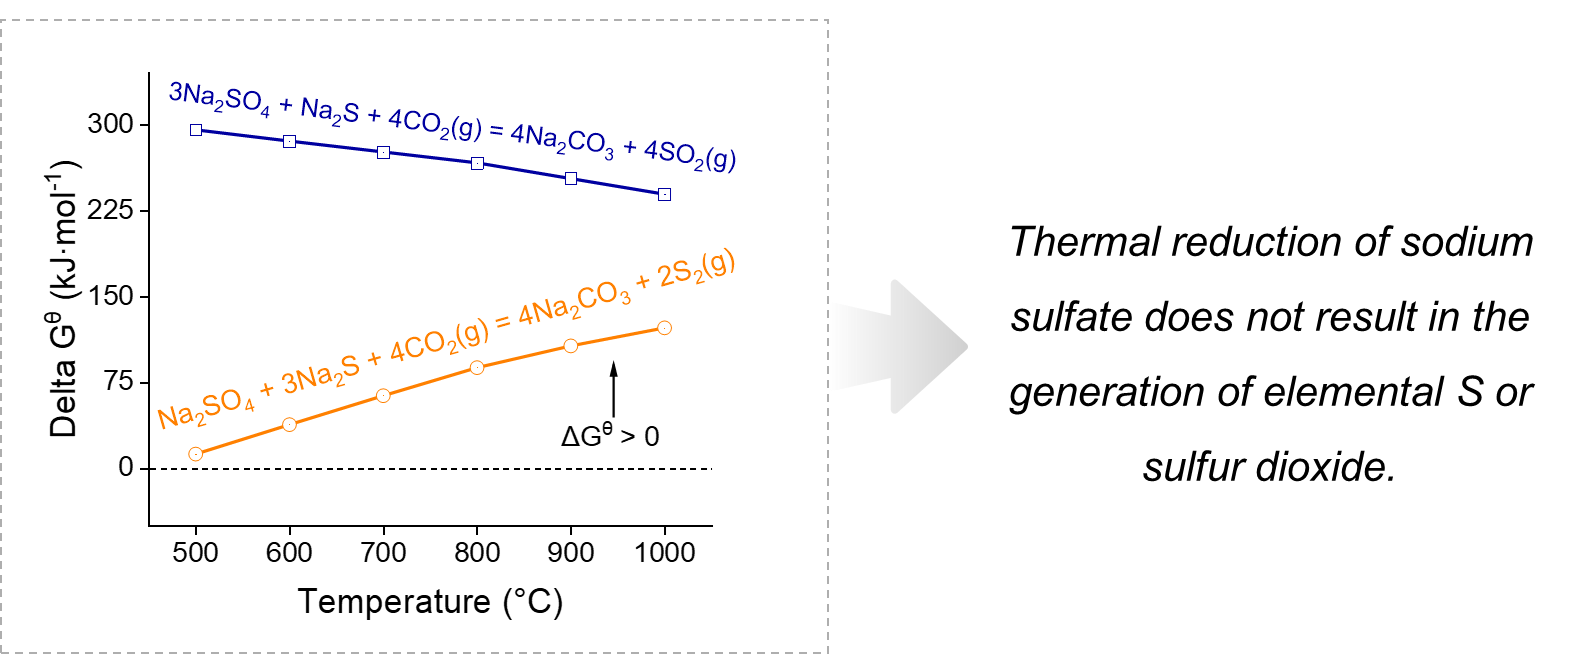 3Na₂SO₄ + Na₂S + 4CO₂(g) = 4Na₂CO₃ + 4SO₂(g)
Na₂SO₄ + 3Na₂S + 4CO₂(g) = 4Na₂CO₃ + 2S₂(g)
ΔG^θ > 0
Delta G^θ (kJ·mol⁻¹)
300
225
150
75
0
500 600 700 800 900 1000
Temperature (°C)
Thermal reduction of sodium
sulfate does not result in the
generation of elemental S or
sulfur dioxide.